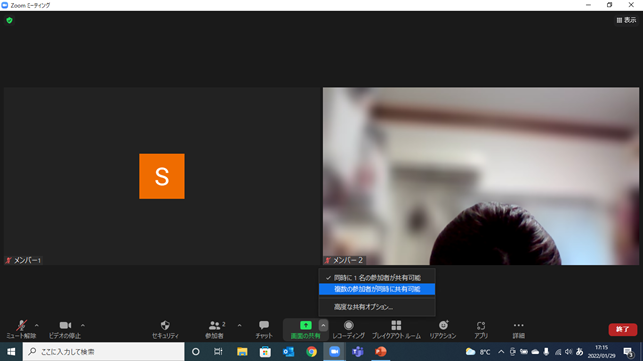 Zoom ミーティング
表示
S
メンバー1
メンバー2
同時に1名の参加者が共有可能
複数の参加者が同時に共有可能
高度な共有オプション...
ミュート解除
ビデオの停止
セキュリティ
参加者
2
チャット
画面の共有
レコーディング
ブレイクアウト ルーム
リアクション
アプリ
詳細
終了
ここに入力して検索
8°C
あ
17:15
2022/01/29